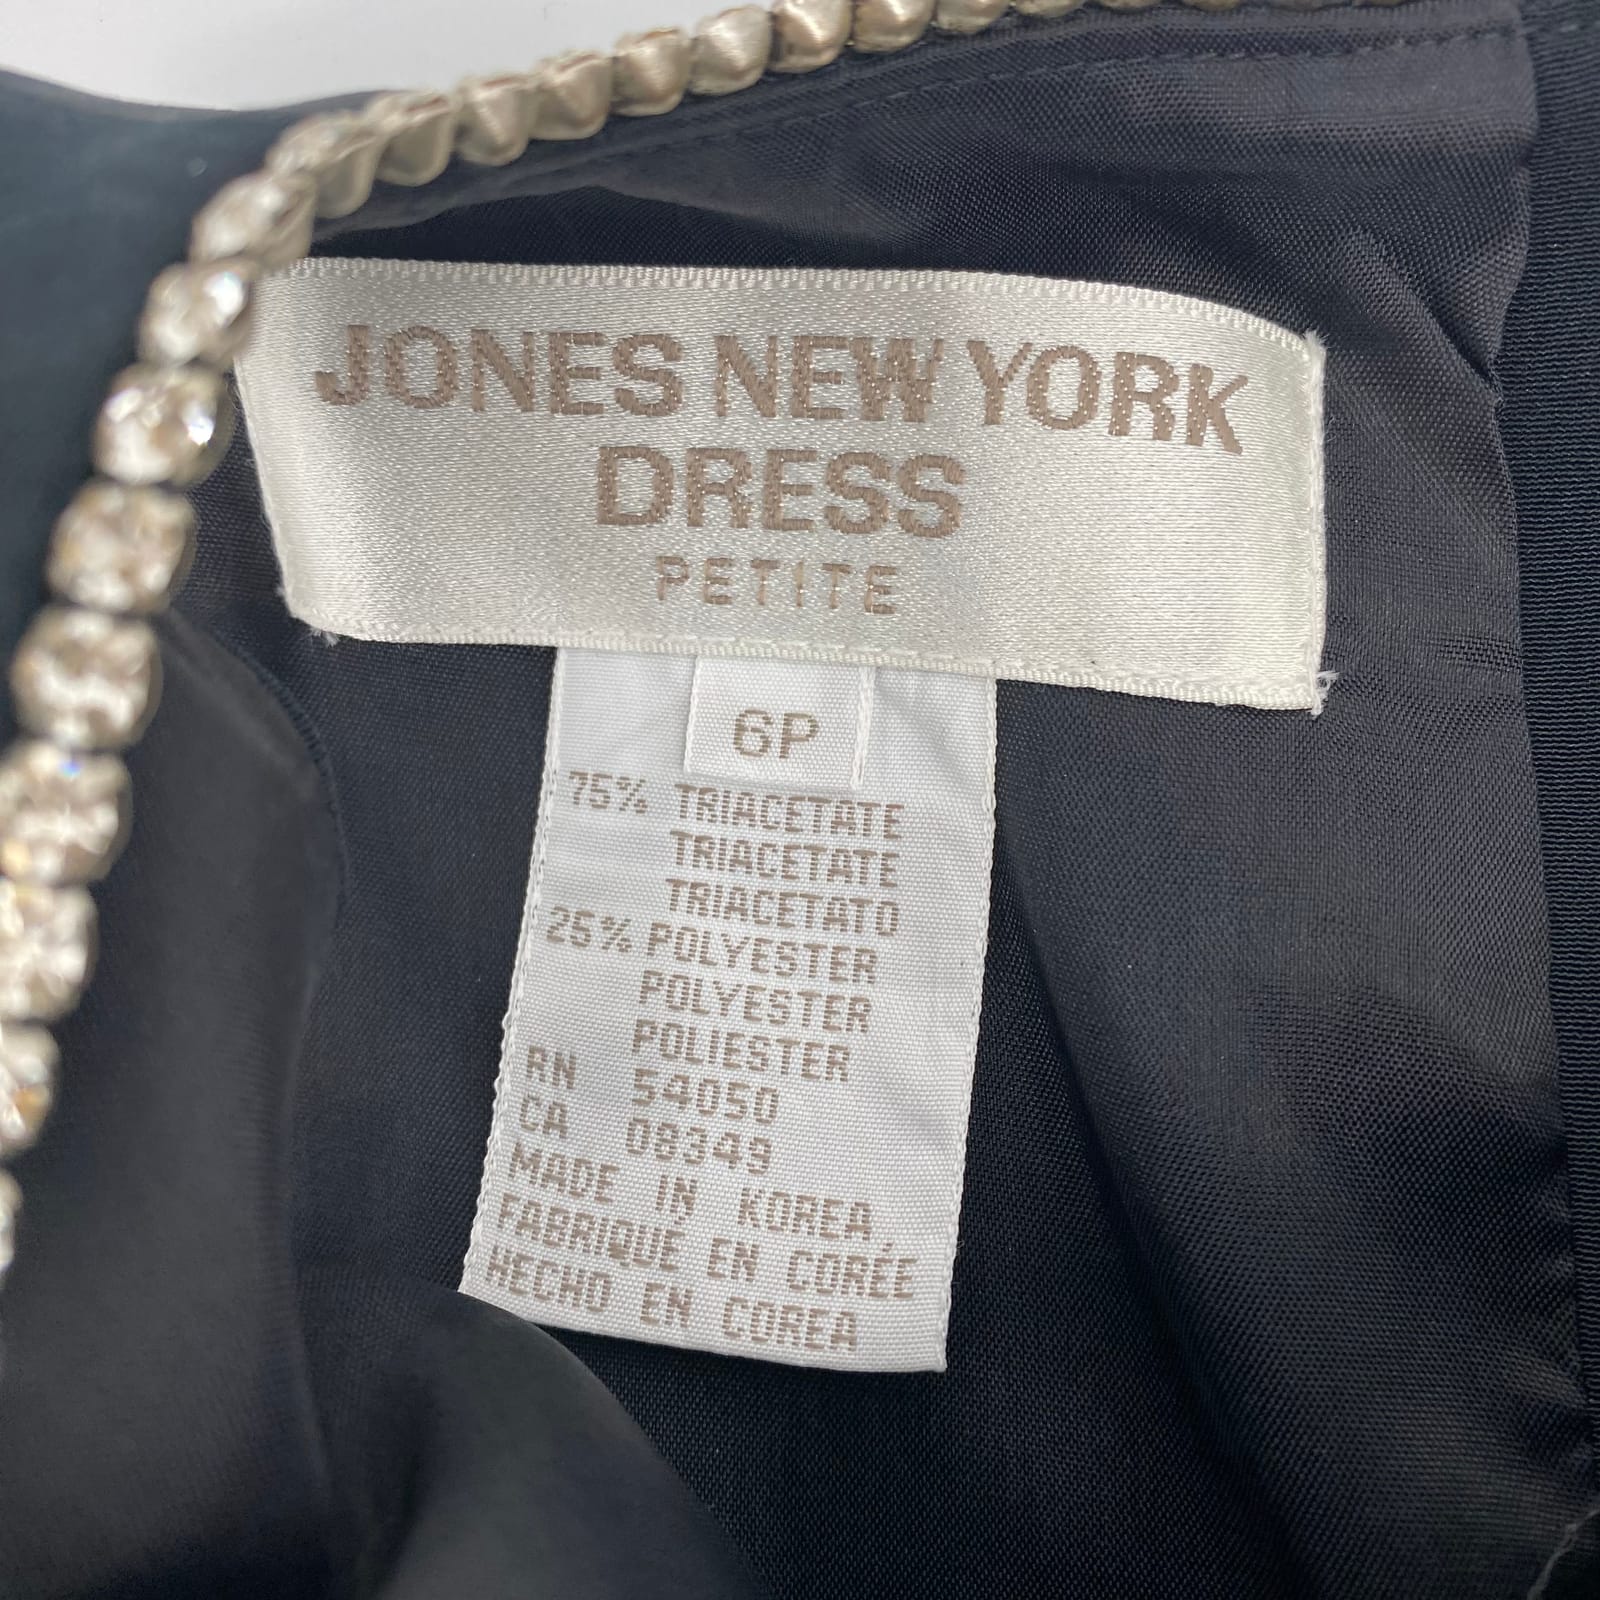 JONES NEW YORK
DRESS
PETITE
6P
75% TRIACETATE
TRIACETATE
TRIACETATO
25% POLYESTER
POLYESTER
POLIESTER
RN 54050
CA 08349
MADE IN KOREA
FABRIQUÉ EN CORÉE
HECHO EN COREA